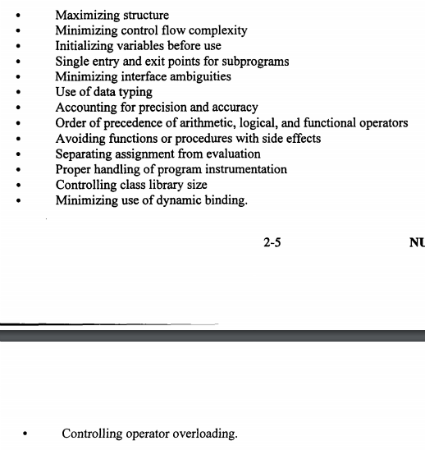 • Maximizing structure
• Minimizing control flow complexity
• Initializing variables before use
• Single entry and exit points for subprograms
• Minimizing interface ambiguities
• Use of data typing
• Accounting for precision and accuracy
• Order of precedence of arithmetic, logical, and functional operators
• Avoiding functions or procedures with side effects
• Separating assignment from evaluation
• Proper handling of program instrumentation
• Controlling class library size
• Minimizing use of dynamic binding.
2-5 NU
• Controlling operator overloading.